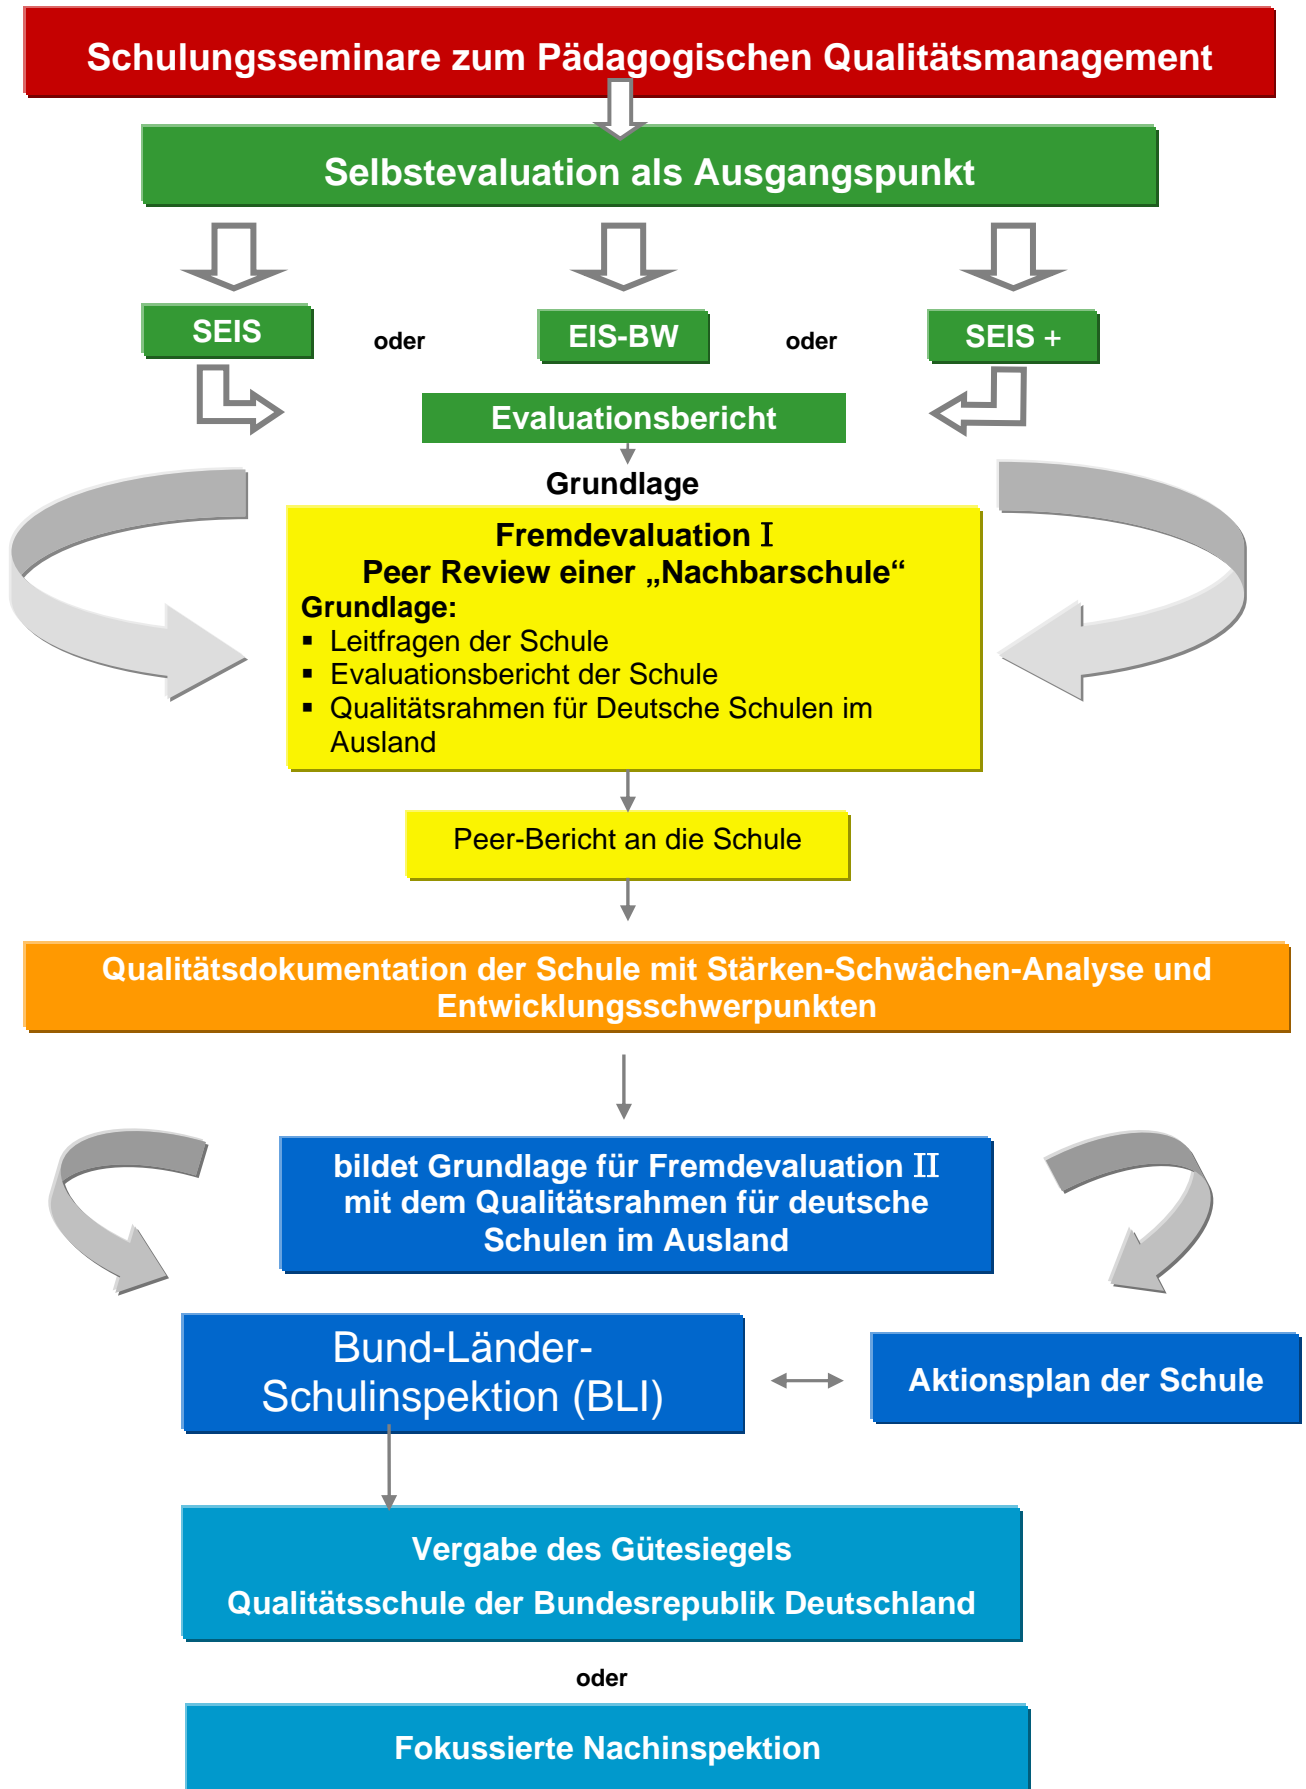 Schulungsseminare zum Pädagogischen Qualitätsmanagement
Selbstevaluation als Ausgangspunkt
SEIS
oder
EIS-BW
oder
SEIS +
Evaluationsbericht
Grundlage
Fremdevaluation I
Peer Review einer „Nachbarschule“
Grundlage:
▪ Leitfragen der Schule
▪ Evaluationsbericht der Schule
▪ Qualitätsrahmen für Deutsche Schulen im
Ausland
Peer-Bericht an die Schule
Qualitätsdokumentation der Schule mit Stärken-Schwächen-Analyse und
Entwicklungsschwerpunkten
bildet Grundlage für Fremdevaluation II
mit dem Qualitätsrahmen für deutsche
Schulen im Ausland
Bund-Länder-
Schulinspektion (BLI)
Aktionsplan der Schule
Vergabe des Gütesiegels
Qualitätsschule der Bundesrepublik Deutschland
oder
Fokussierte Nachinspektion